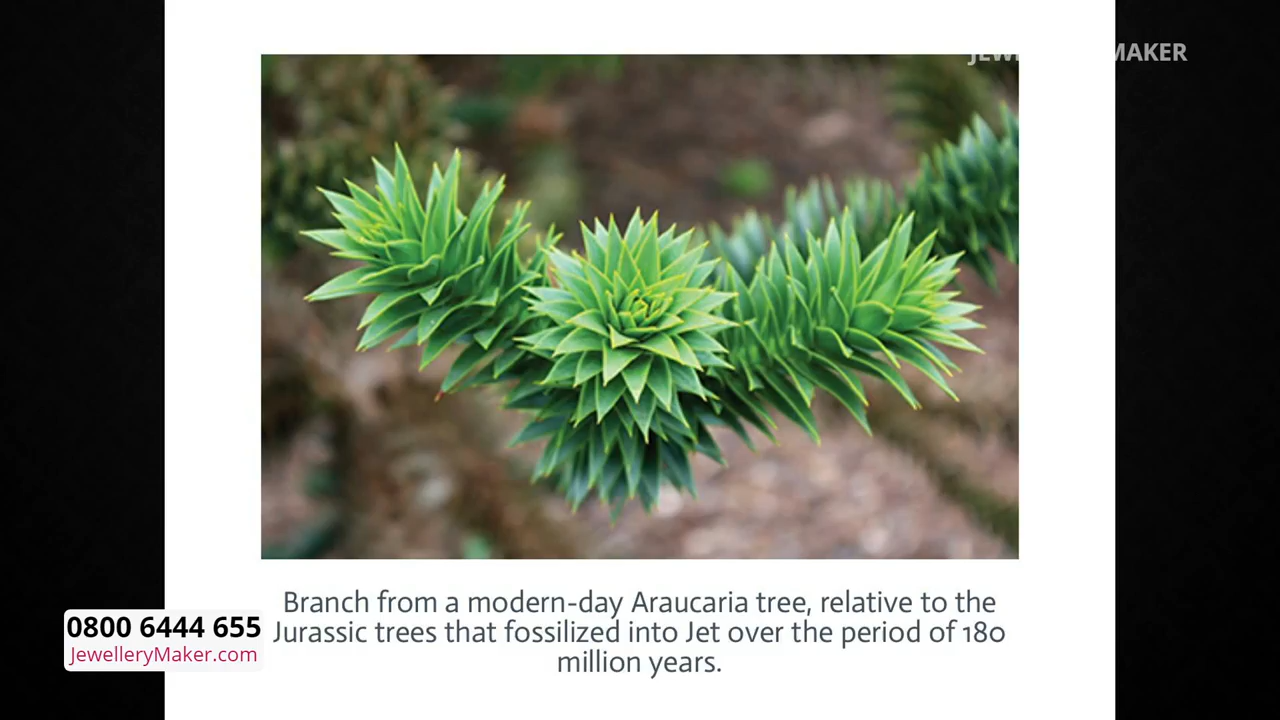 MAKER
Branch from a modern-day Araucaria tree, relative to the
Jurassic trees that fossilized into Jet over the period of 180
million years.
0800 6444 655
JewelleryMaker.com